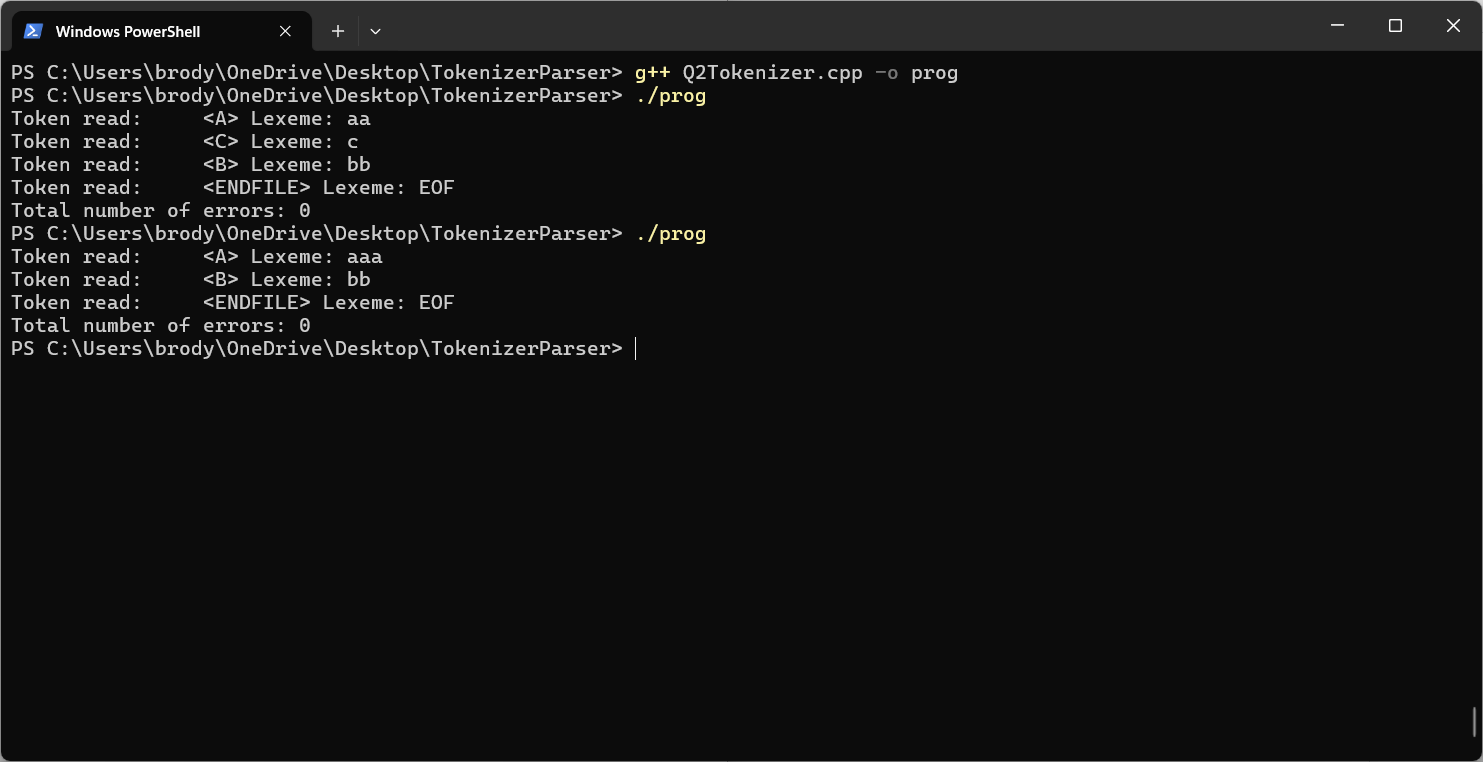 Windows PowerShell
PS C:\Users\brody\OneDrive\Desktop\TokenizerParser> g++ Q2Tokenizer.cpp -o prog
PS C:\Users\brody\OneDrive\Desktop\TokenizerParser> ./prog
Token read:     <A> Lexeme: aa
Token read:     <C> Lexeme: c
Token read:     <B> Lexeme: bb
Token read:     <ENDFILE> Lexeme: EOF
Total number of errors: 0
PS C:\Users\brody\OneDrive\Desktop\TokenizerParser> ./prog
Token read:     <A> Lexeme: aaa
Token read:     <B> Lexeme: bb
Token read:     <ENDFILE> Lexeme: EOF
Total number of errors: 0
PS C:\Users\brody\OneDrive\Desktop\TokenizerParser>